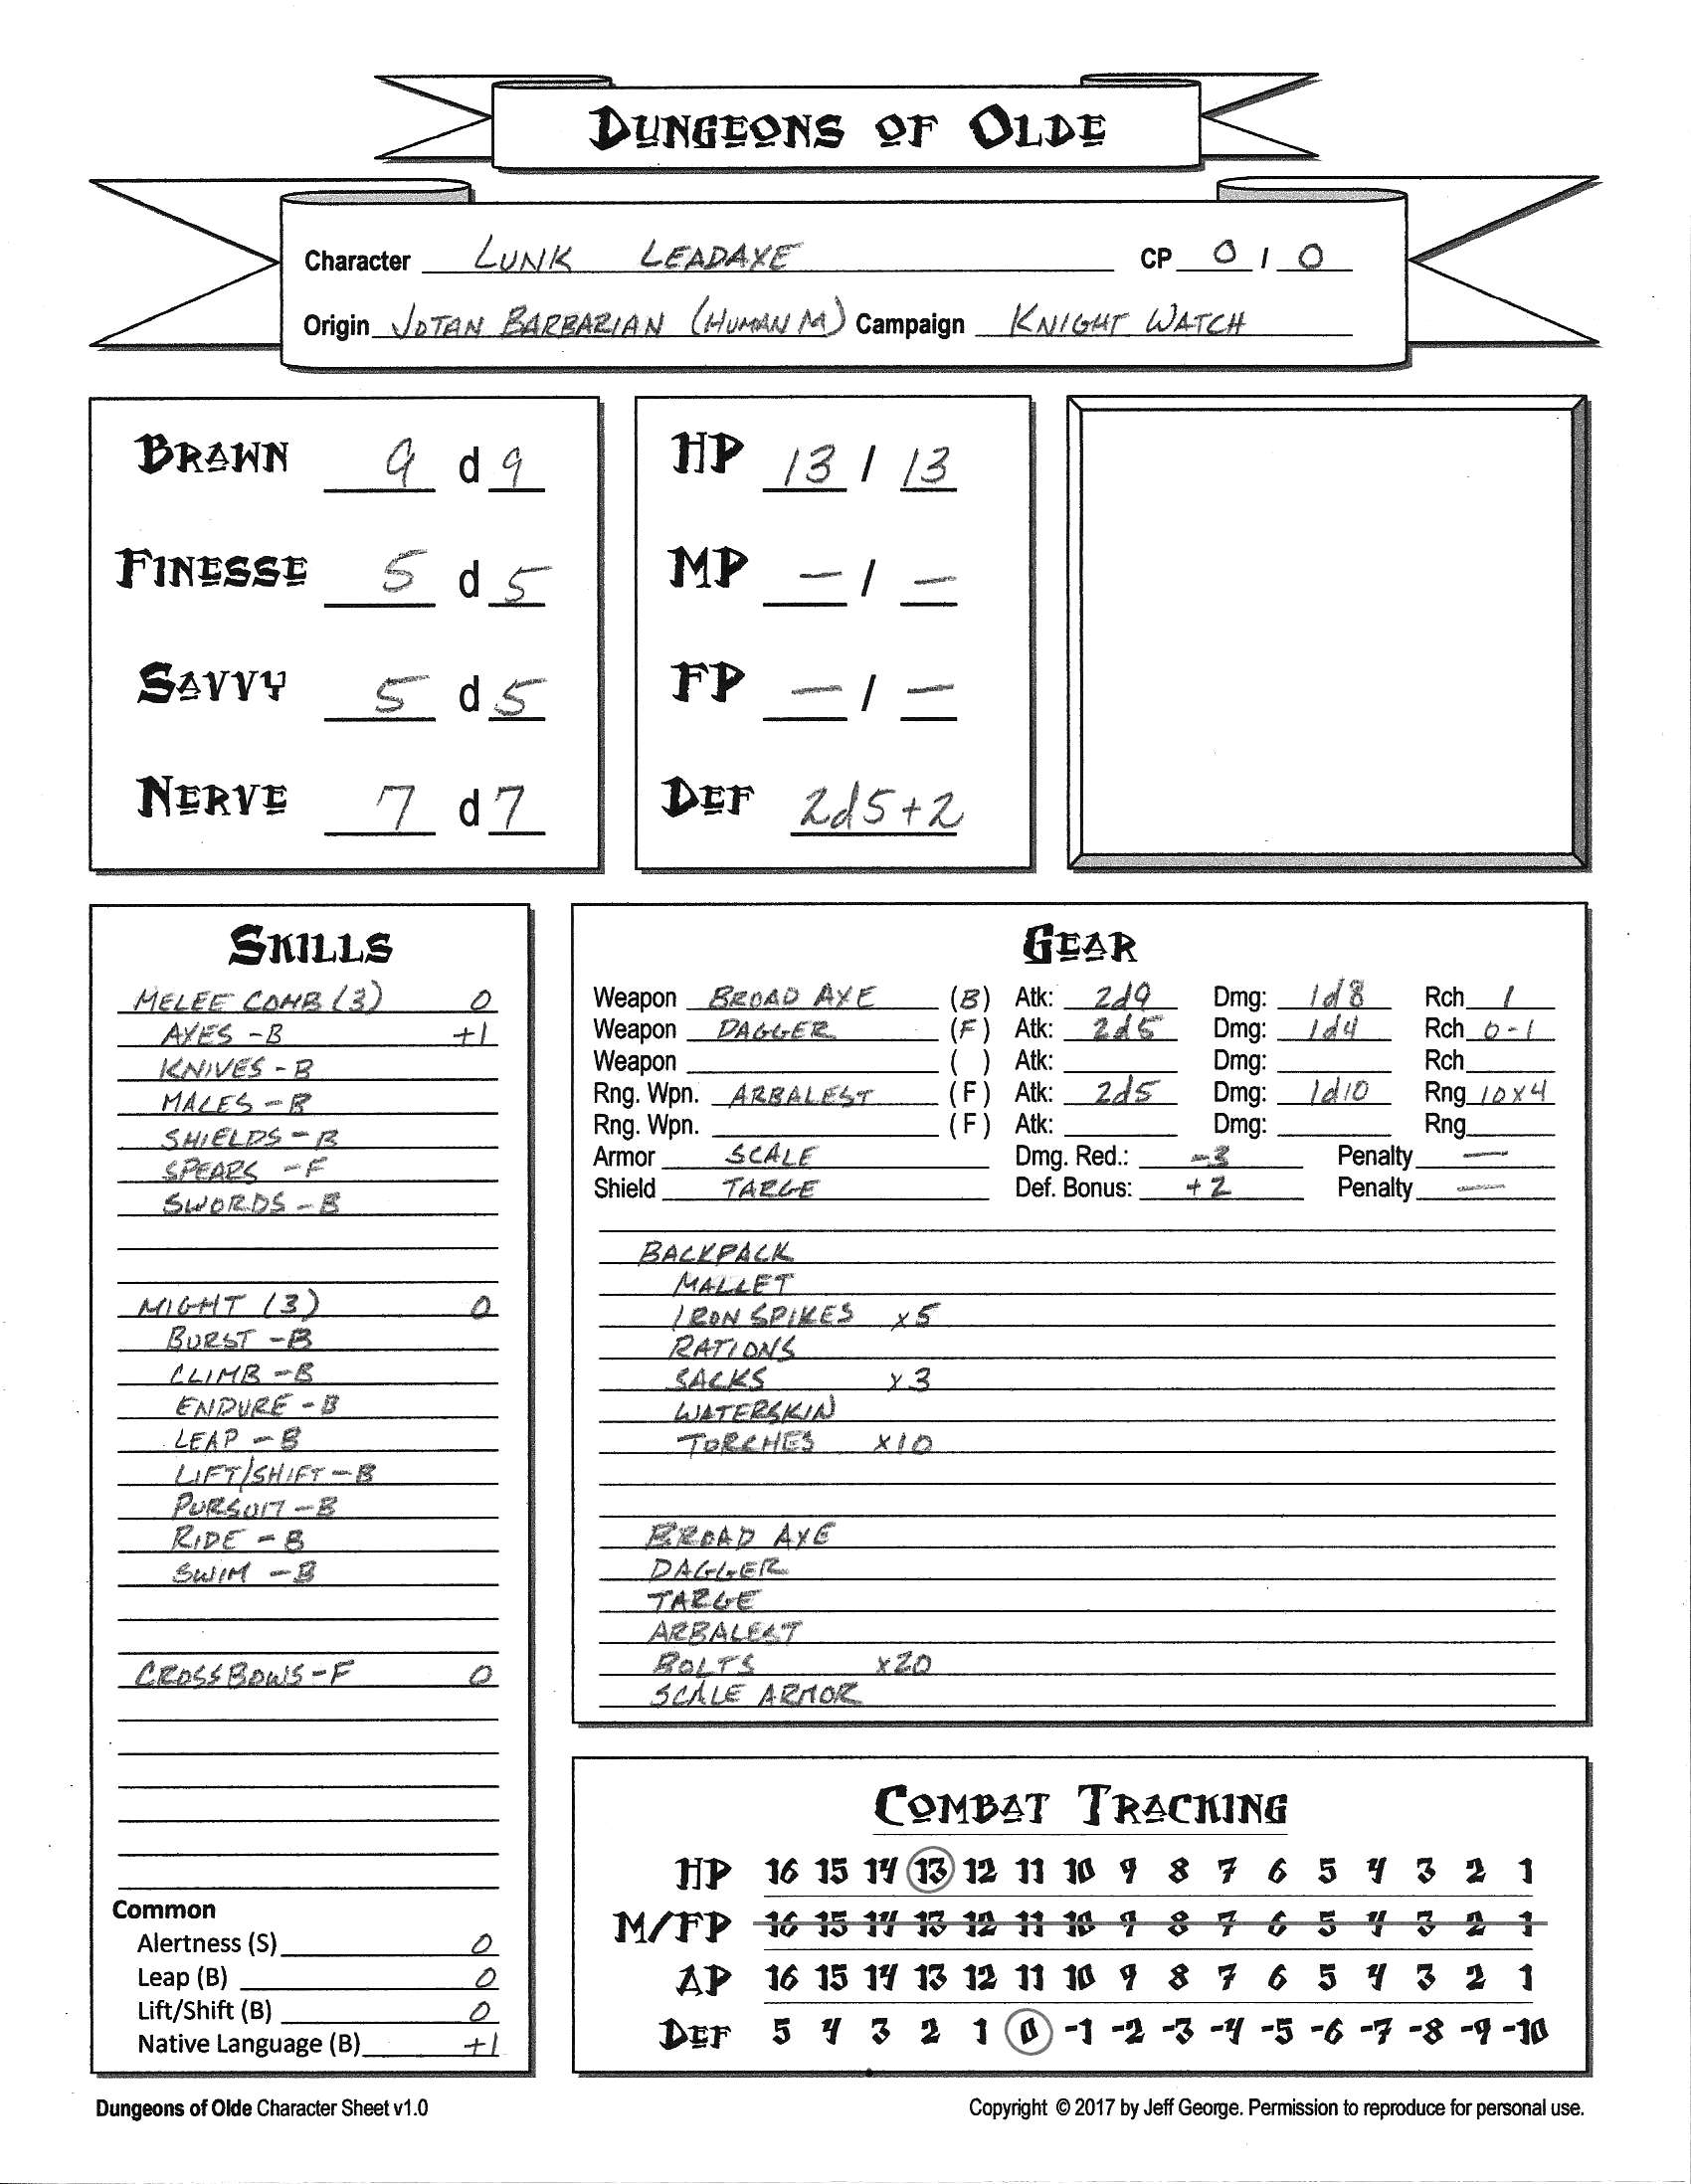 DUNGEONS OF OLDE
Character LUNK LEADAXE CP 0 / 0
Origin JOTAN BARBARIAN (HUMAN M) Campaign KNIGHT WATCH
BRAWN 9 d 9
FINESSE 5 d 5
SAVVY 5 d 5
NERVE 7 d 7
HP 13 / 13
MP — / —
FP — / —
DEF 2d5+2
SKILLS
MELEE COMB (3) 0
AXES -B +1
KNIVES - B
MACES - B
SHIELDS - B
SPEARS - F
SWORDS - B
MIGHT (3) 0
BURST - B
CLIMB - B
ENDURE - B
LEAP - B
LIFT/SHIFT - B
PURSUIT - B
RIDE - B
SWIM - B
CROSSBOWS - F 0
Common
Alertness (S) 0
Leap (B) 0
Lift/Shift (B) 0
Native Language (B) +1
GEAR
Weapon BROAD AXE (B) Atk: 2d9 Dmg: 1d8 Rch 1
Weapon DAGGER (F) Atk: 2d5 Dmg: 1d4 Rch 0-1
Weapon ( ) Atk: Dmg: Rch
Rng. Wpn. ARBALEST (F) Atk: 2d5 Dmg: 1d10 Rng 10x4
Rng. Wpn. (F) Atk: Dmg: Rng
Armor SCALE Dmg. Red.: -3 Penalty —
Shield TARGE Def. Bonus: +2 Penalty —
BACKPACK
MALLET
IRON SPIKES x5
RATIONS
SACKS x3
WATERSKIN
TORCHES x10
BROAD AXE
DAGGER
TARGE
ARBALEST
BOLTS x20
SCALE ARMOR
COMBAT TRACKING
HP 16 15 14 13 12 11 10 9 8 7 6 5 4 3 2 1
M/FP 16 15 14 13 12 11 10 9 8 7 6 5 4 3 2 1
AP 16 15 14 13 12 11 10 9 8 7 6 5 4 3 2 1
DEF 5 4 3 2 1 0 -1 -2 -3 -4 -5 -6 -7 -8 -9 -10
Dungeons of Olde Character Sheet v1.0
Copyright © 2017 by Jeff George. Permission to reproduce for personal use.